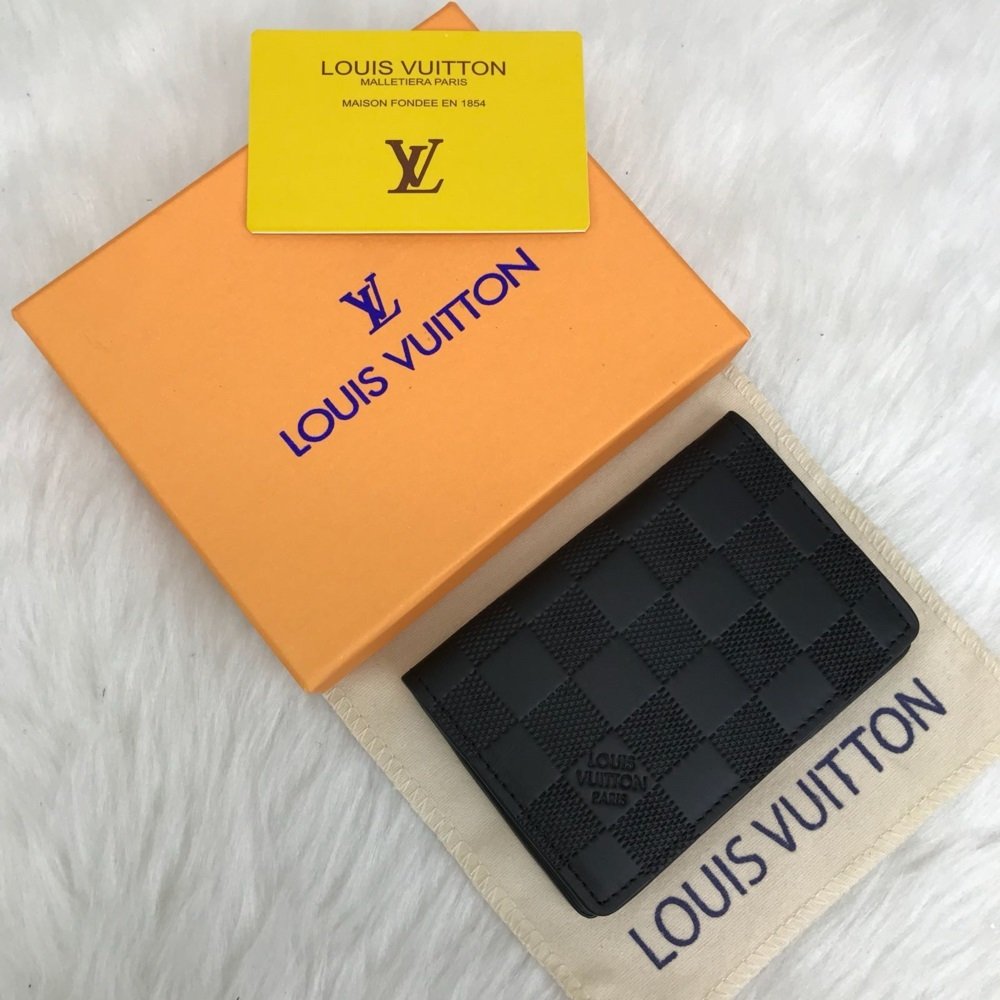 LOUIS VUITTON
MALLETIERA PARIS
MAISON FONDEE EN 1854
LV
LV
LOUIS VUITTON
LOUIS
VUITTON
PARIS
LOUIS VUITTON